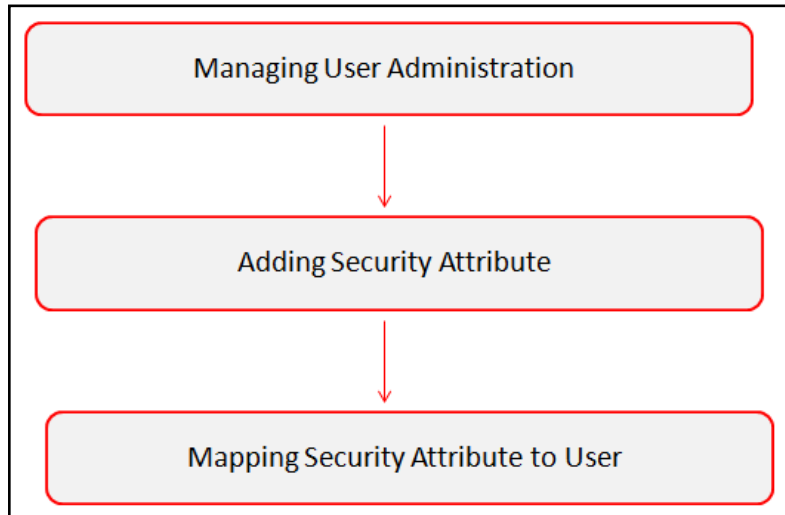 Managing User Administration
Adding Security Attribute
Mapping Security Attribute to User